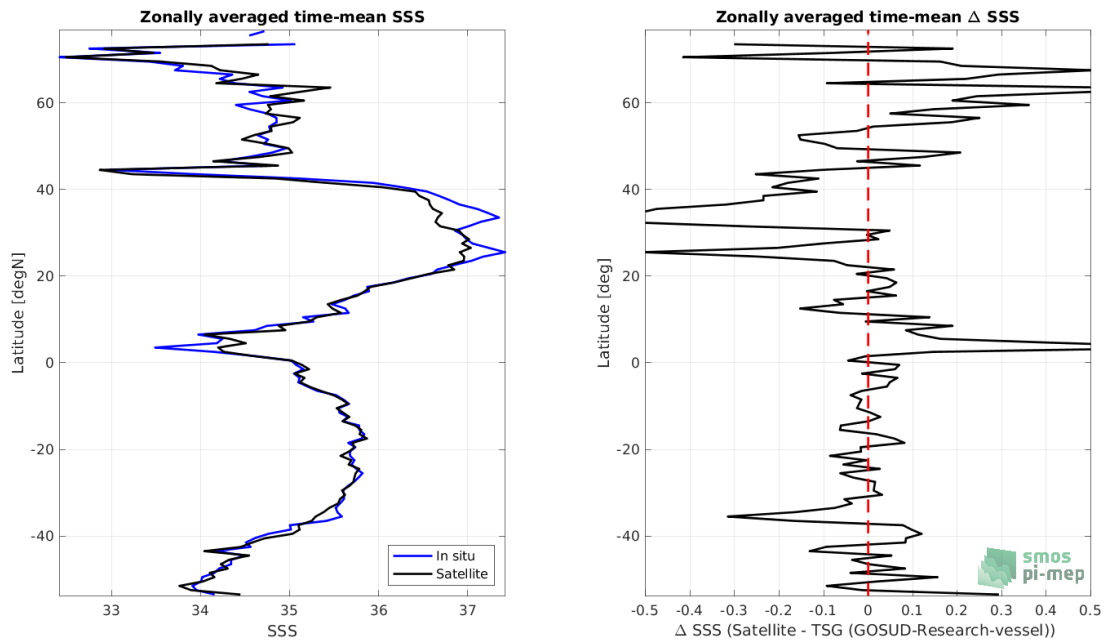 Zonally averaged time-mean SSS
60
40
20
0
-20
-40
Latitude [degN]
33
34
35
36
37
SSS
In situ
Satellite
Zonally averaged time-mean Δ SSS
60
40
20
0
-20
-40
Latitude [deg]
-0.5
-0.4
-0.3
-0.2
-0.1
0
0.1
0.2
0.3
0.4
0.5
Δ SSS (Satellite - TSG (GOSUD-Research-vessel))
smos
pi-mep